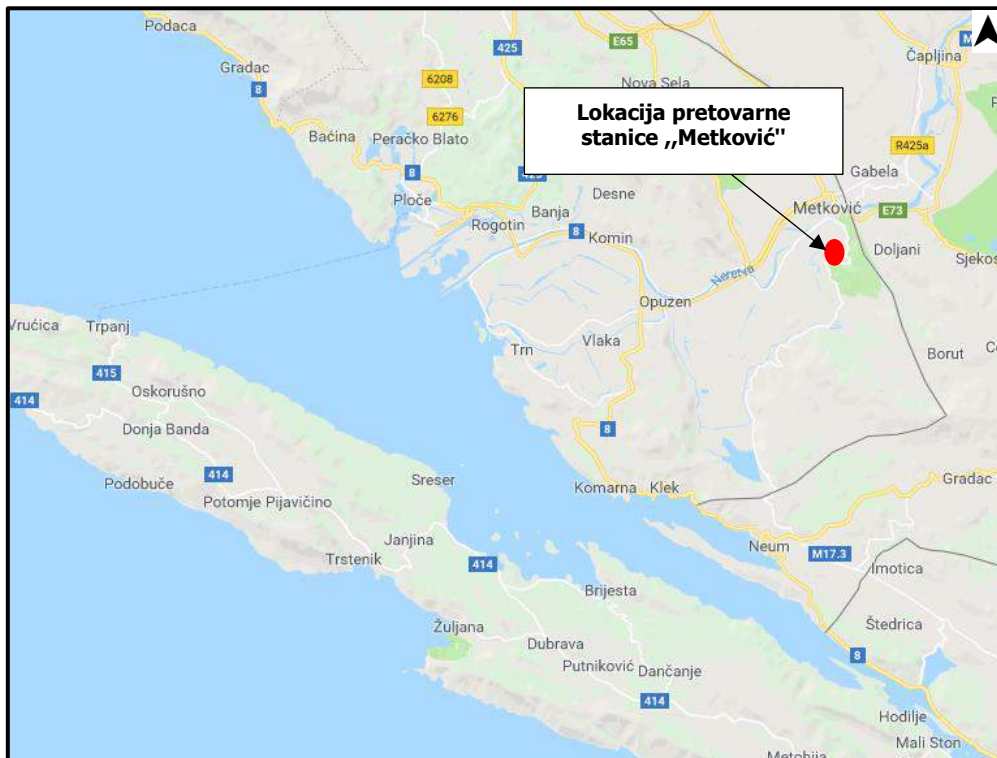 Podaca
E65
425
M
Čapljina
Gradac
8
6208
Nova Sela
Lokacija pretovarne
stanice ,,Metković"
6276
Baćina
Peračko Blato
8
R425a
Gabela
Desne
Ploče
Banja
Metković
E73
Rogotin
8
Komin
Doljani
Neretva
Opuzen
Vrućica
Trpanj
Trn
Vlaka
Borut
415
Oskorušno
414
Donja Banda
8
414
Sreser
Komarna
Klek
Gradac
Podobuče
Potomje
Pijavičino
Janjina
Neum
M17.3
Trstenik
414
Imotica
Brijesta
Žuljana
Štedrica
Dubrava
8
Putniković
Dančanje
414
Hodilje
Mali Ston